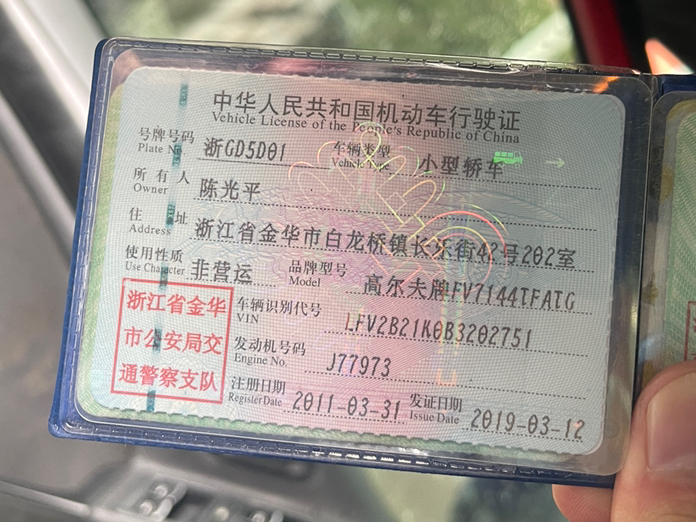 中华人民共和国机动车行驶证
Vehicle License of the People's Republic of China
号牌号码 浙GD5D01 车辆类型 小型轿车
Plate No. Vehicle Type
所有人 陈光平
Owner
住址 浙江省金华市白龙桥镇长乐街42号202室
Address
使用性质 非营运 品牌型号 高尔夫牌FV7144TFATG
Use Character Model
浙江省金华
市公安局交
通警察支队
车辆识别代号 LFV2B21K0B3202751
VIN
发动机号码 J77973
Engine No.
注册日期 2011-03-31 发证日期 2019-03-12
Register Date Issue Date